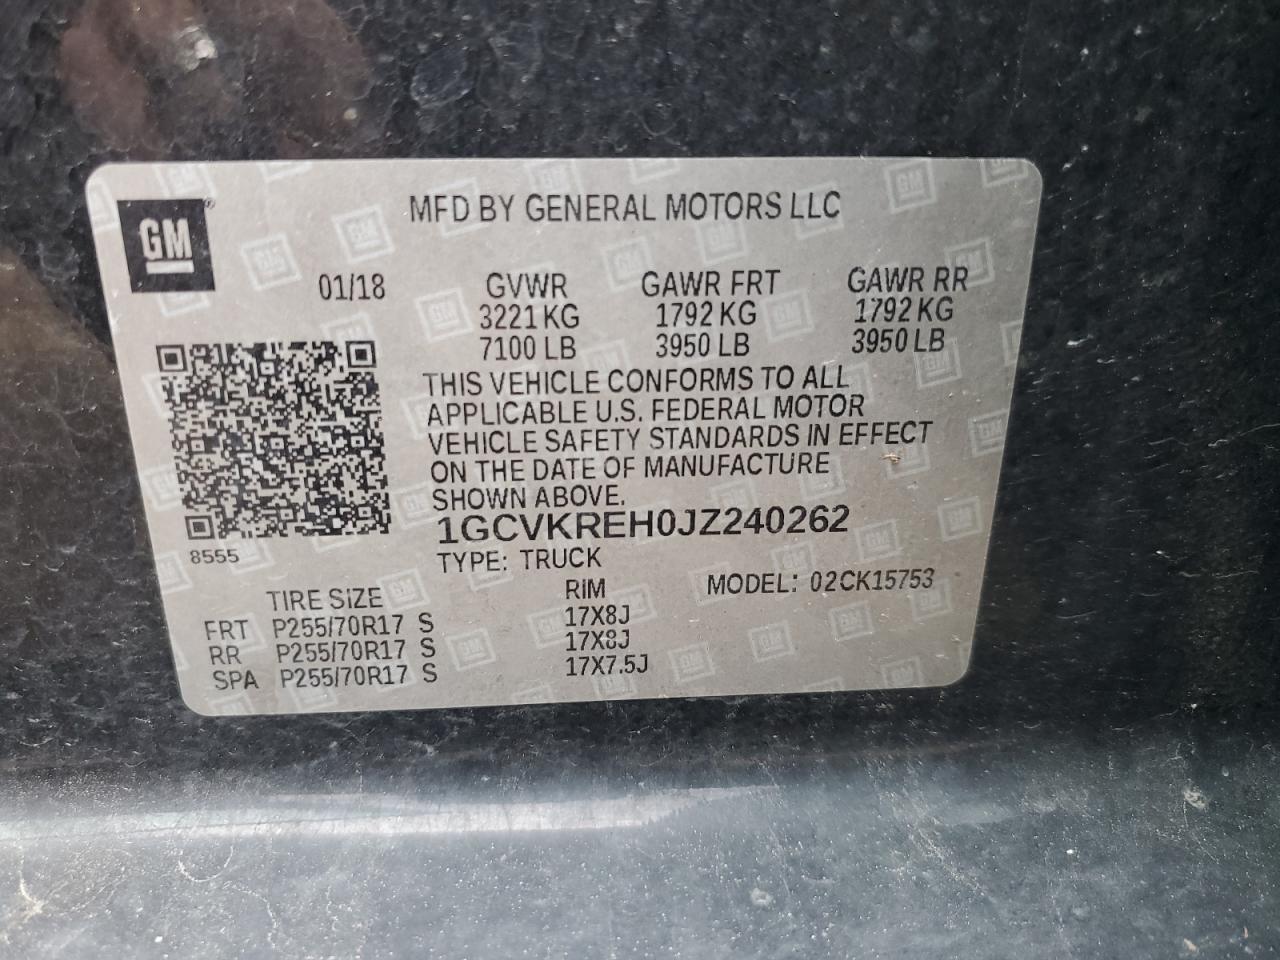 GM
MFD BY GENERAL MOTORS LLC
01/18 GVWR GAWR FRT GAWR RR
3221 KG 1792 KG 1792 KG
7100 LB 3950 LB 3950 LB
THIS VEHICLE CONFORMS TO ALL
APPLICABLE U.S. FEDERAL MOTOR
VEHICLE SAFETY STANDARDS IN EFFECT
ON THE DATE OF MANUFACTURE
SHOWN ABOVE.
1GCVKREH0JZ240262
8555
TYPE: TRUCK
MODEL: 02CK15753
TIRE SIZE RIM
FRT P255/70R17 S 17X8J
RR P255/70R17 S 17X8J
SPA P255/70R17 S 17X7.5J